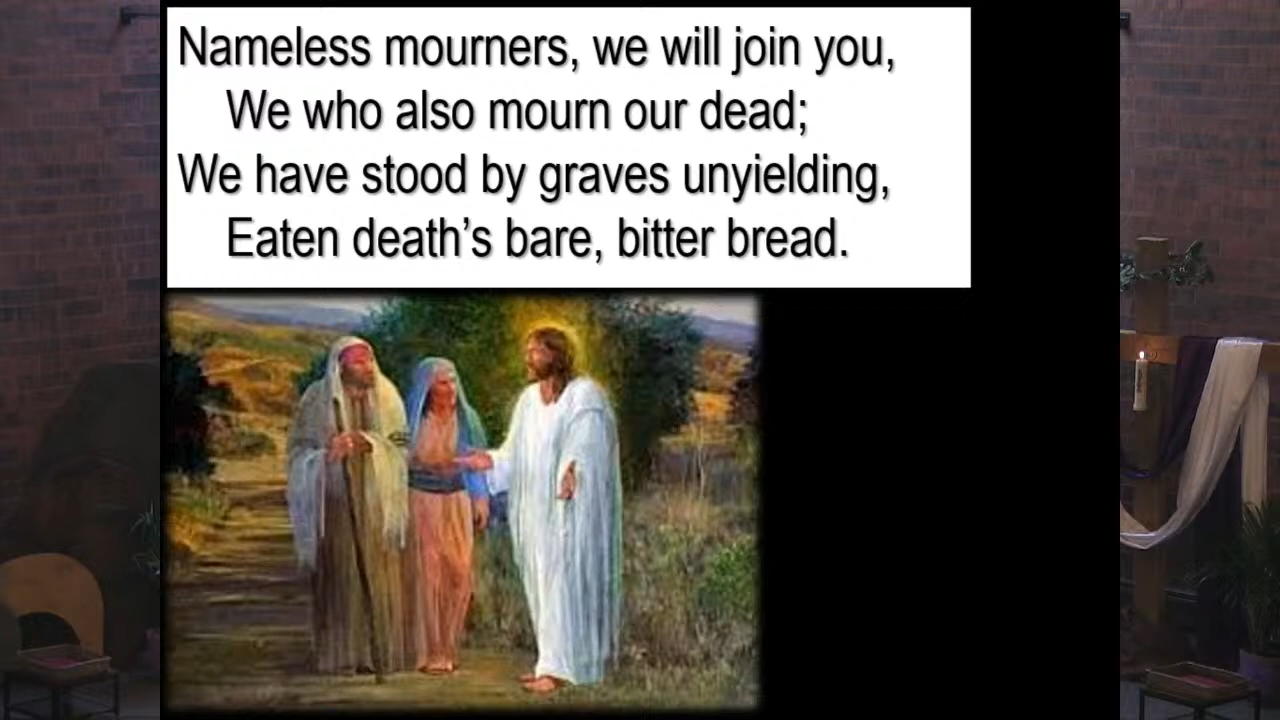 Nameless mourners, we will join you,
We who also mourn our dead;
We have stood by graves unyielding,
Eaten death’s bare, bitter bread.